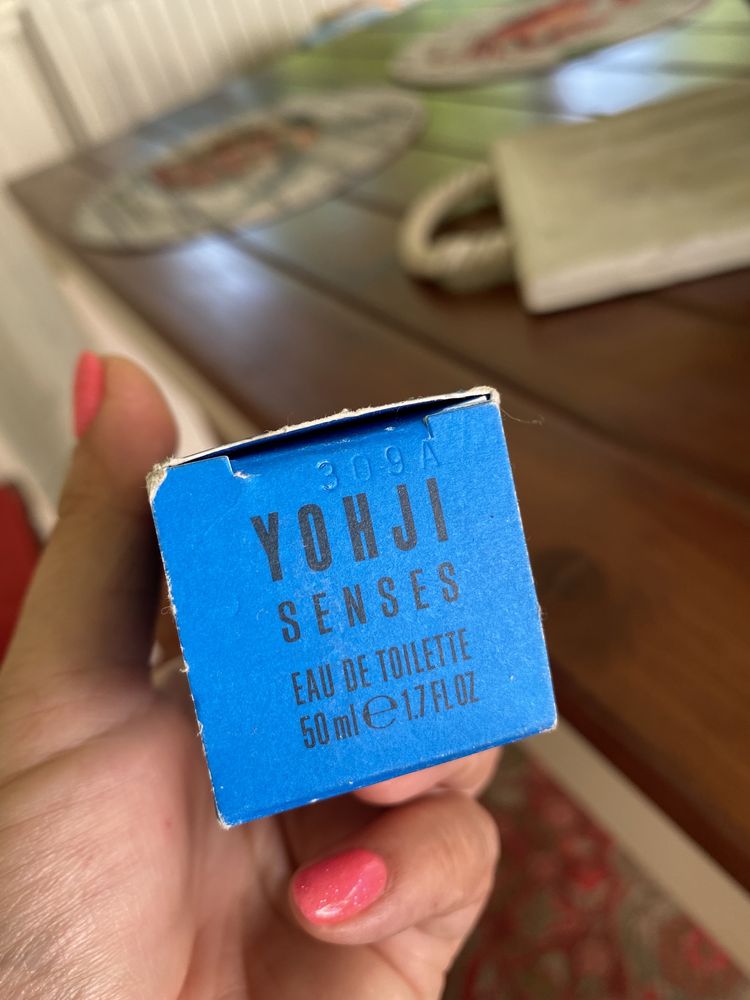 309A
YOHJI
SENSES
EAU DE TOILETTE
50 ml ℮ 1.7 FL OZ